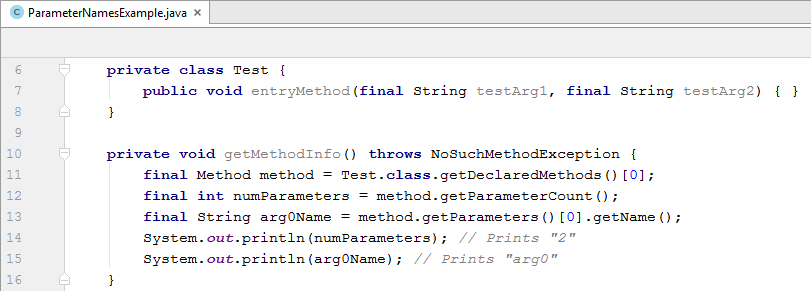 ParameterNamesExample.java
6 private class Test {
7 public void entryMethod(final String testArg1, final String testArg2) { }
8 }
9
10 private void getMethodInfo() throws NoSuchMethodException {
11 final Method method = Test.class.getDeclaredMethods()[0];
12 final int numParameters = method.getParameterCount();
13 final String arg0Name = method.getParameters()[0].getName();
14 System.out.println(numParameters); // Prints "2"
15 System.out.println(arg0Name); // Prints "arg0"
16 }